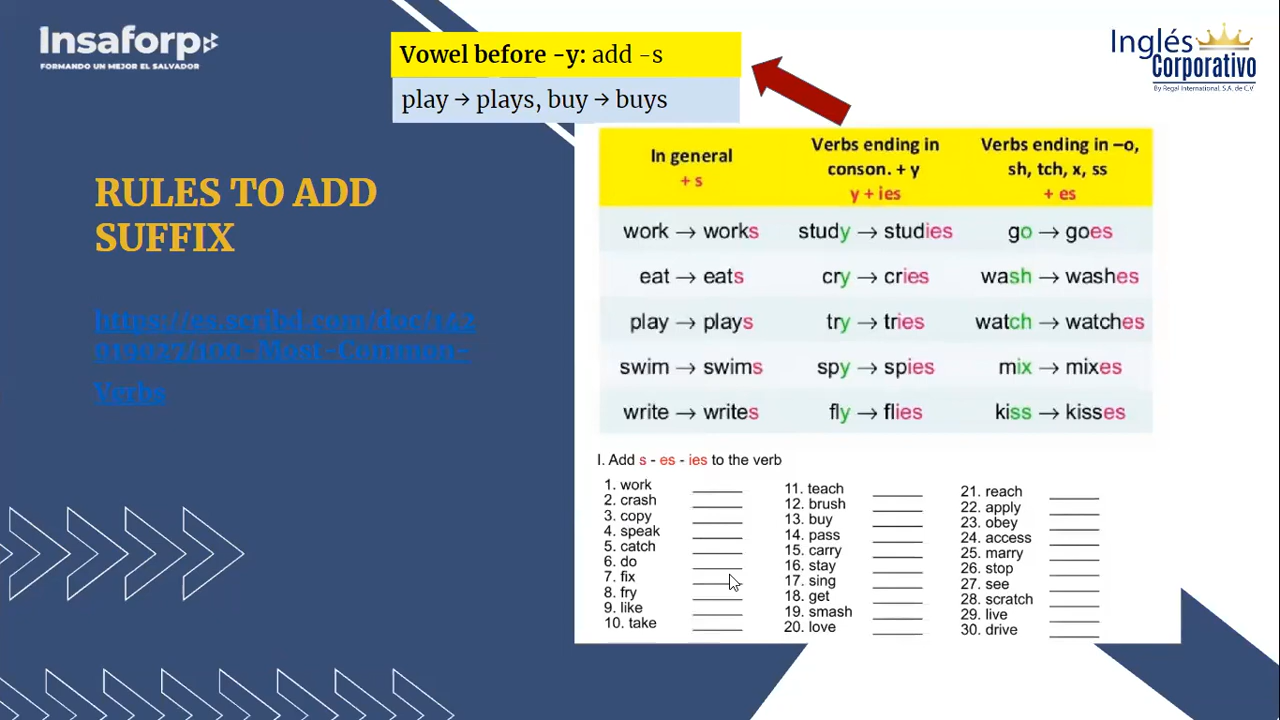 Insaforp
FORMANDO UN MEJOR EL SALVADOR
Vowel before -y: add -s
play → plays, buy → buys
Inglés
Corporativo
By Regal International, S.A. de C.V
RULES TO ADD
SUFFIX
https://es.scribd.com/doc/142
019027/100-Most-Common-
Verbs
In general
+ s
Verbs ending in
conson. + y
y + ies
Verbs ending in –o,
sh, tch, x, ss
+ es
work → works
study → studies
go → goes
eat → eats
cry → cries
wash → washes
play → plays
try → tries
watch → watches
swim → swims
spy → spies
mix → mixes
write → writes
fly → flies
kiss → kisses
I. Add s - es - ies to the verb
1. work
2. crash
3. copy
4. speak
5. catch
6. do
7. fix
8. fry
9. like
10. take
11. teach
12. brush
13. buy
14. pass
15. carry
16. stay
17. sing
18. get
19. smash
20. love
21. reach
22. apply
23. obey
24. access
25. marry
26. stop
27. see
28. scratch
29. live
30. drive